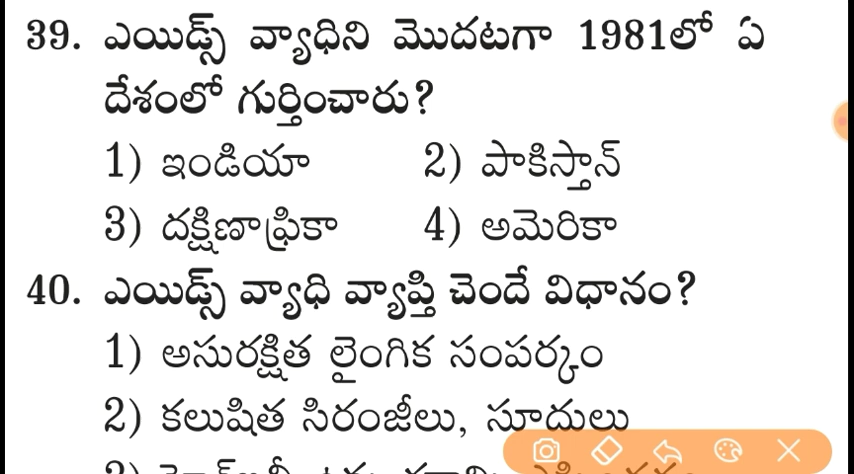 39. ఎయిడ్స్ వ్యాధిని మొదటగా 1981లో ఏ
దేశంలో గుర్తించారు?
1) ఇండియా 2) పాకిస్తాన్
3) దక్షిణాఫ్రికా 4) అమెరికా
40. ఎయిడ్స్ వ్యాధి వ్యాప్తి చెందే విధానం?
1) అసురక్షిత లైంగిక సంపర్కం
2) కలుషిత సిరంజీలు, సూదులు